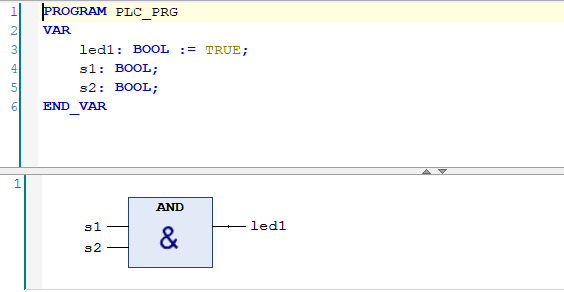 1 PROGRAM PLC_PRG
2 VAR
3 led1: BOOL := TRUE;
4 s1: BOOL;
5 s2: BOOL;
6 END_VAR
1
AND
s1 & led1
s2